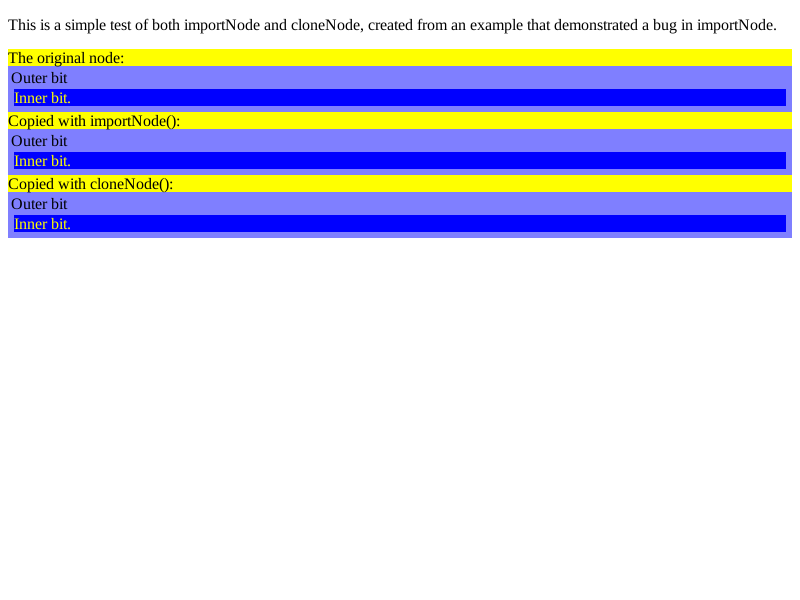 This is a simple test of both importNode and cloneNode, created from an example that demonstrated a bug in importNode.
The original node:
Outer bit
Inner bit.
Copied with importNode():
Outer bit
Inner bit.
Copied with cloneNode():
Outer bit
Inner bit.